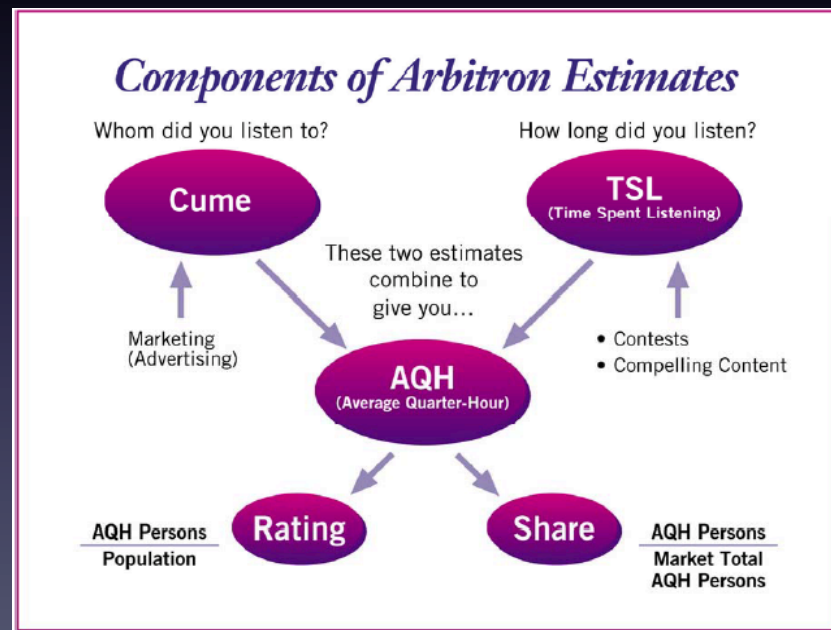 Components of Arbitron Estimates
Whom did you listen to?
How long did you listen?
Cume
TSL
(Time Spent Listening)
These two estimates
combine to
give you…
Marketing
(Advertising)
• Contests
• Compelling Content
AQH
(Average Quarter-Hour)
AQH Persons
Population
Rating
Share
AQH Persons
Market Total
AQH Persons